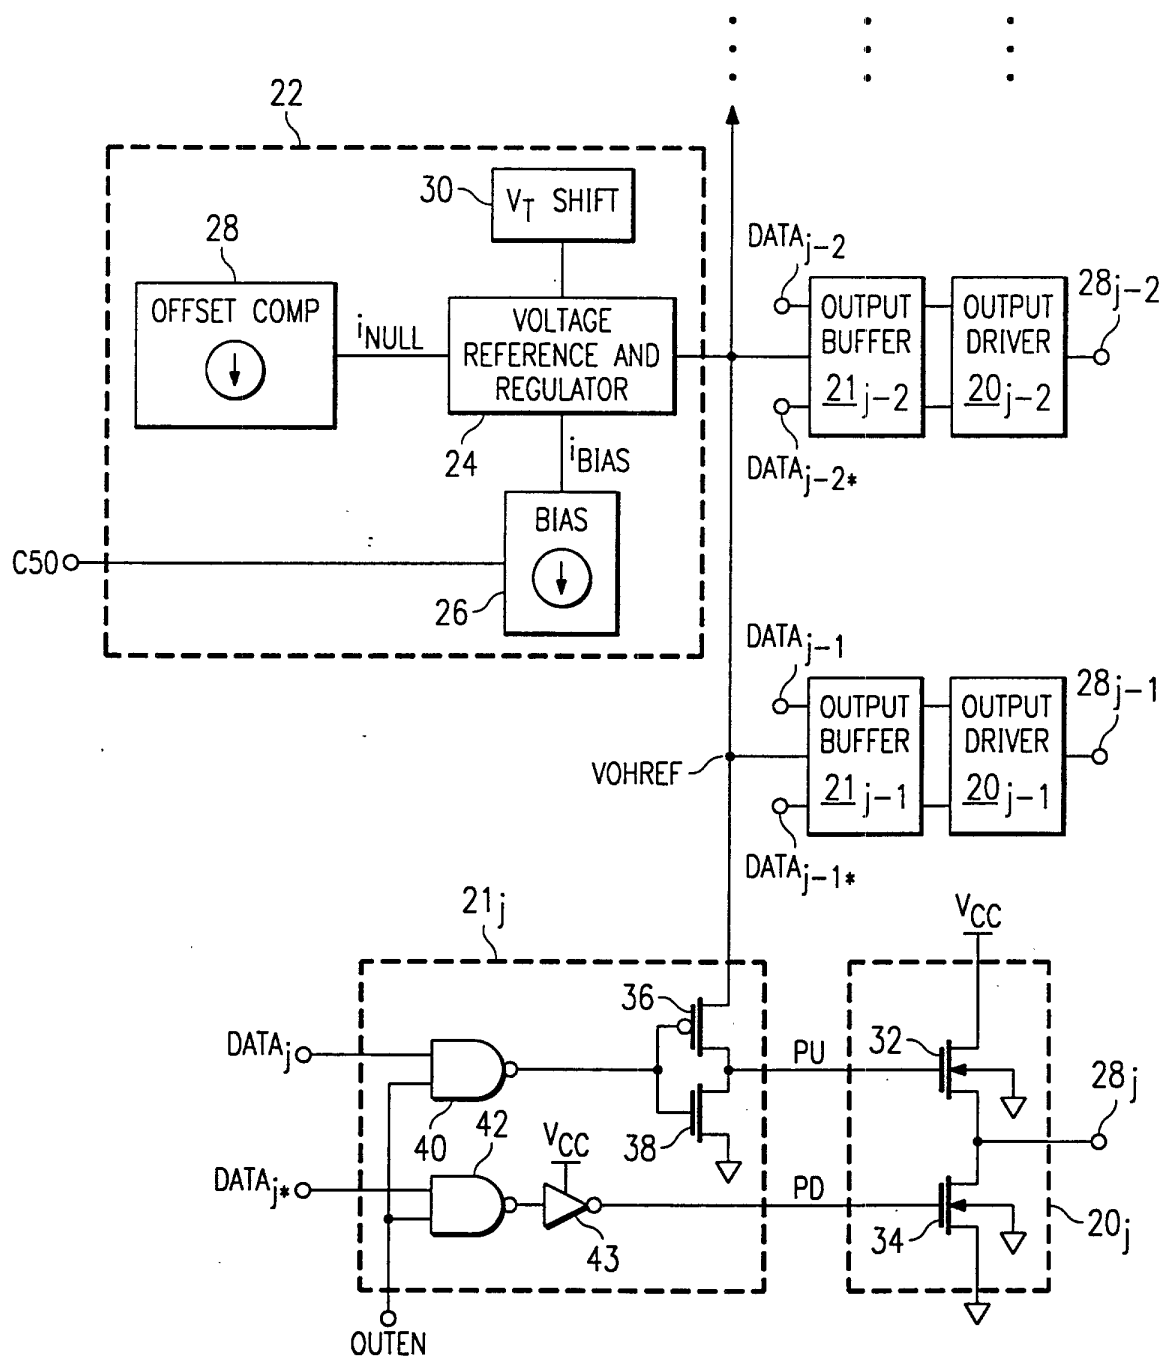 22
30
V_T SHIFT
28
OFFSET COMP
i_NULL
VOLTAGE
REFERENCE AND
REGULATOR
24
i_BIAS
BIAS
C50
26
DATA_j-2
OUTPUT
BUFFER
21_j-2
OUTPUT
DRIVER
20_j-2
28_j-2
DATA_j-2*
DATA_j-1
OUTPUT
BUFFER
21_j-1
OUTPUT
DRIVER
20_j-1
28_j-1
VOHREF
DATA_j-1*
21_j
V_CC
36
DATA_j
PU
32
28_j
40
42
38
V_CC
DATA_j*
PD
43
34
20_j
OUTEN